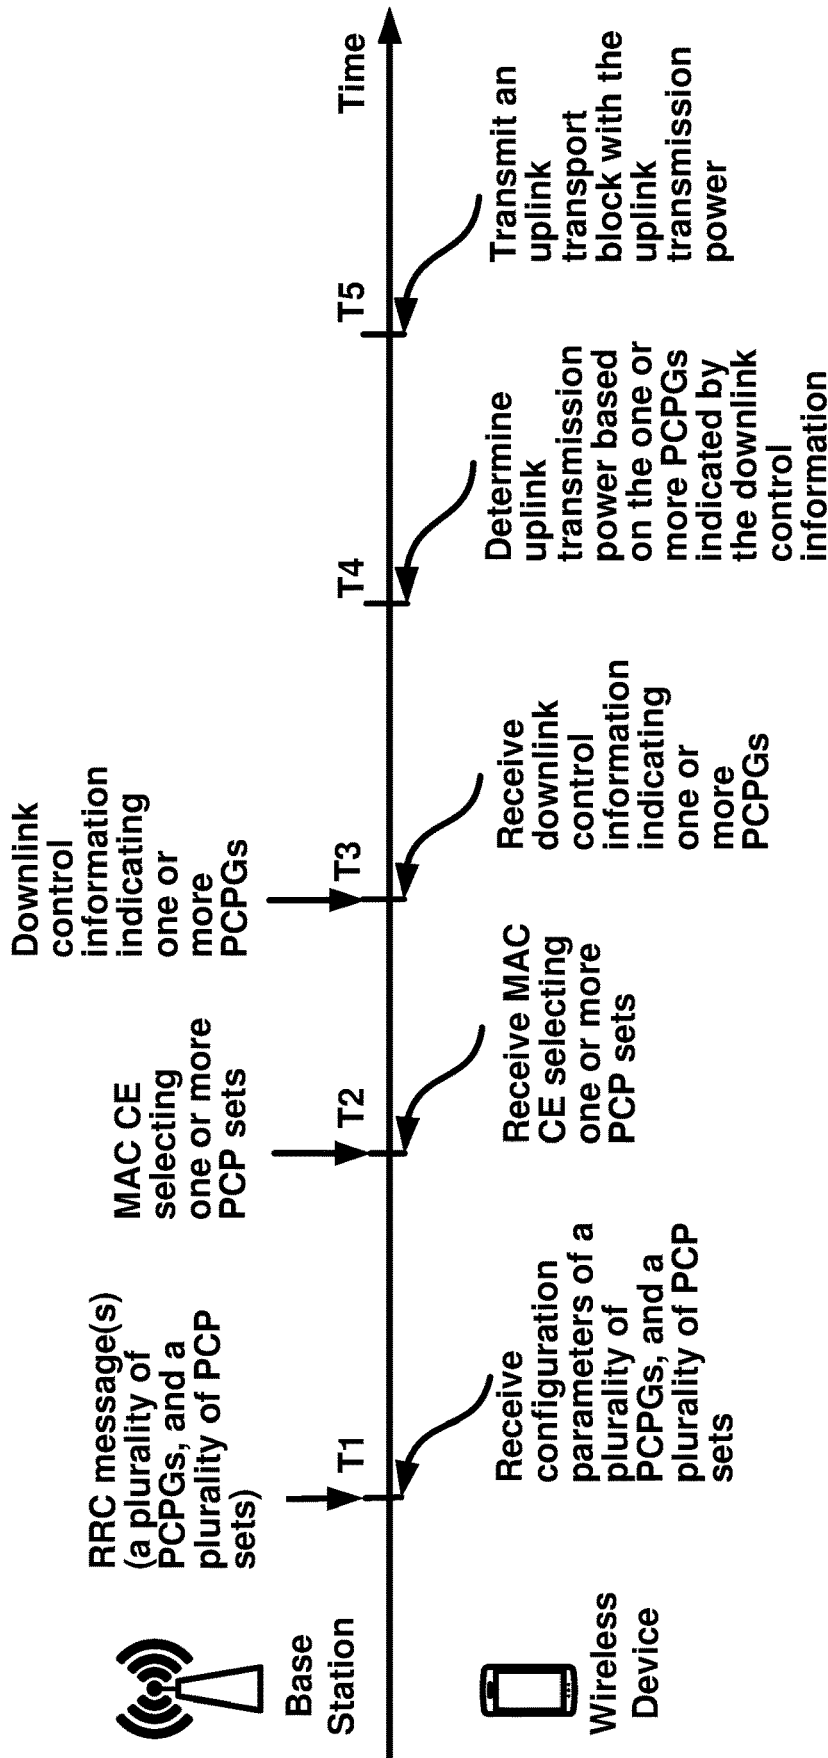 Base
Station
RRC message(s)
(a plurality of
PCPGs, and a
plurality of PCP
sets)
MAC CE
selecting
one or more
PCP sets
Downlink
control
information
indicating
one or
more
PCPGs
T1
T2
T3
T4
T5
Time
Wireless
Device
Receive
configuration
parameters of a
plurality of
PCPGs, and a
plurality of PCP
sets
Receive MAC
CE selecting
one or more
PCP sets
Receive
downlink
control
information
indicating
one or
more
PCPGs
Determine
uplink
transmission
power based
on the one or
more PCPGs
indicated by
the downlink
control
information
Transmit an
uplink
transport
block with the
uplink
transmission
power